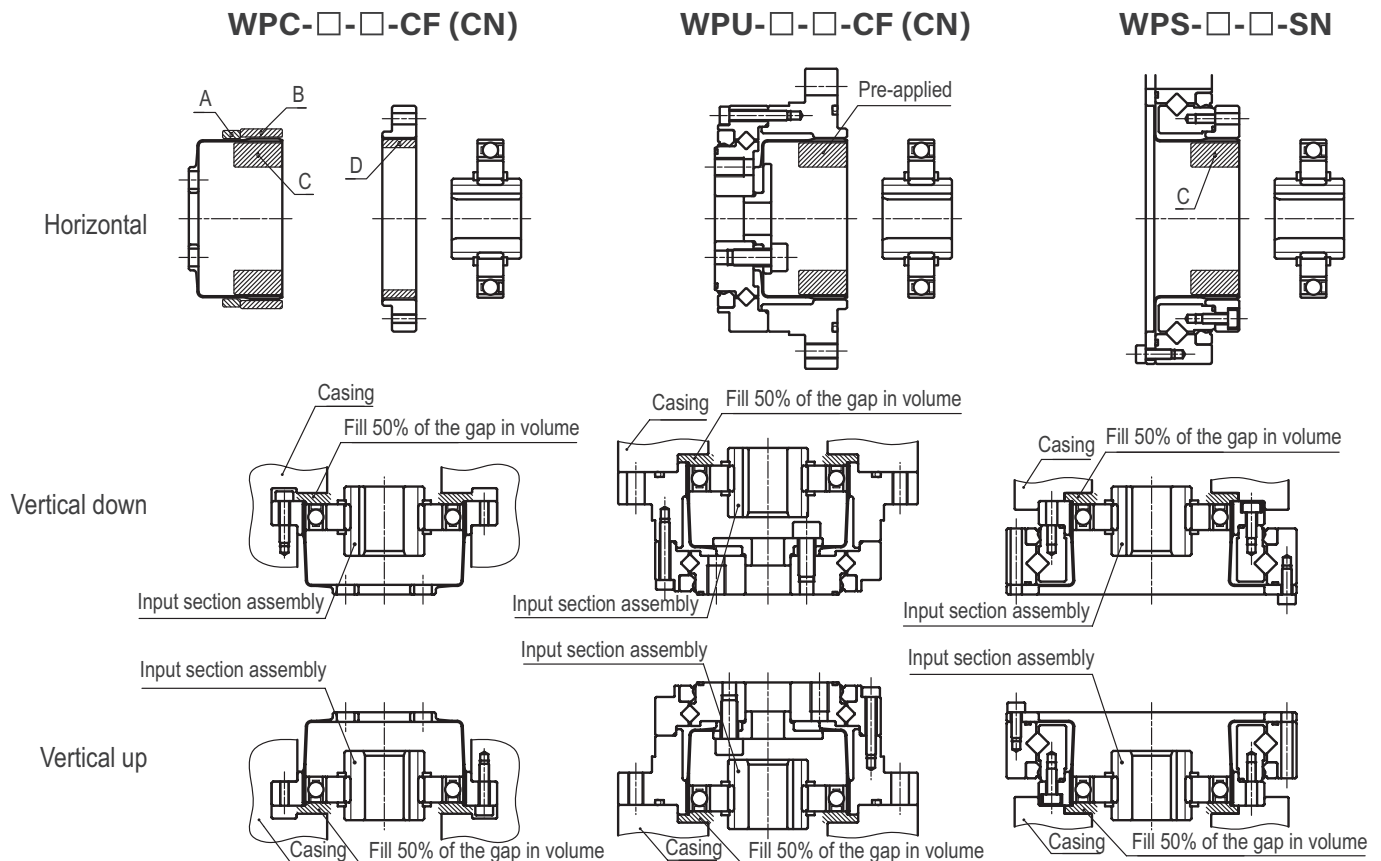 WPC-□-□-CF (CN)
WPU-□-□-CF (CN)
WPS-□-□-SN
A
B
C
D
Pre-applied
C
Horizontal
Casing
Fill 50% of the gap in volume
Input section assembly
Casing
Fill 50% of the gap in volume
Input section assembly
Casing
Fill 50% of the gap in volume
Input section assembly
Vertical down
Input section assembly
Casing
Fill 50% of the gap in volume
Input section assembly
Casing
Fill 50% of the gap in volume
Input section assembly
Casing
Fill 50% of the gap in volume
Vertical up